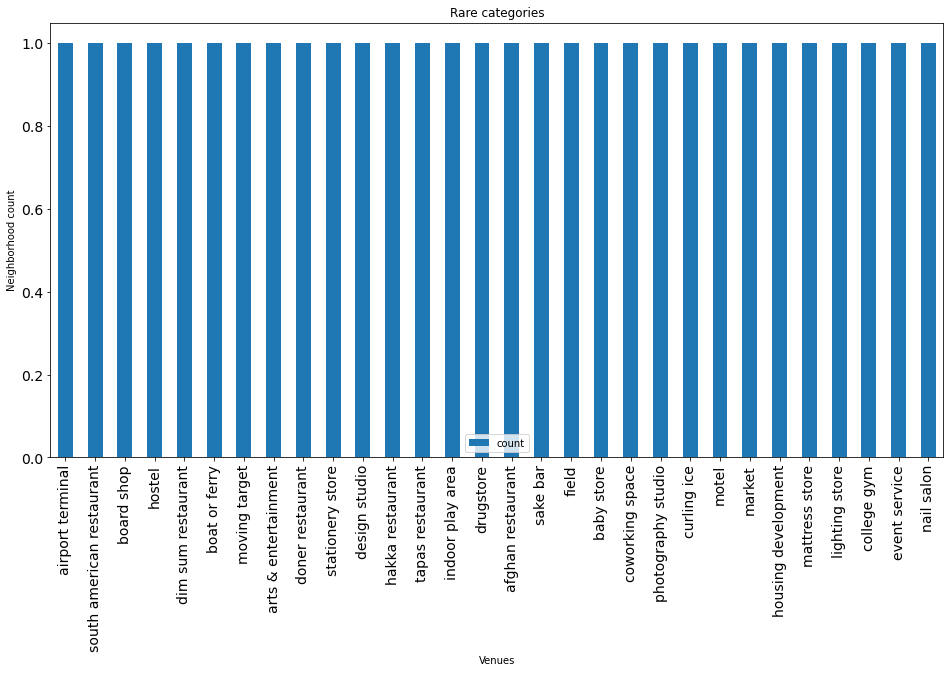 Rare categories
Neighborhood count
1.0
0.8
0.6
0.4
0.2
0.0
count
airport terminal
south american restaurant
board shop
hostel
dim sum restaurant
boat or ferry
moving target
arts & entertainment
doner restaurant
stationery store
design studio
hakka restaurant
tapas restaurant
indoor play area
drugstore
afghan restaurant
sake bar
field
baby store
coworking space
photography studio
curling ice
motel
market
housing development
mattress store
lighting store
college gym
event service
nail salon
Venues